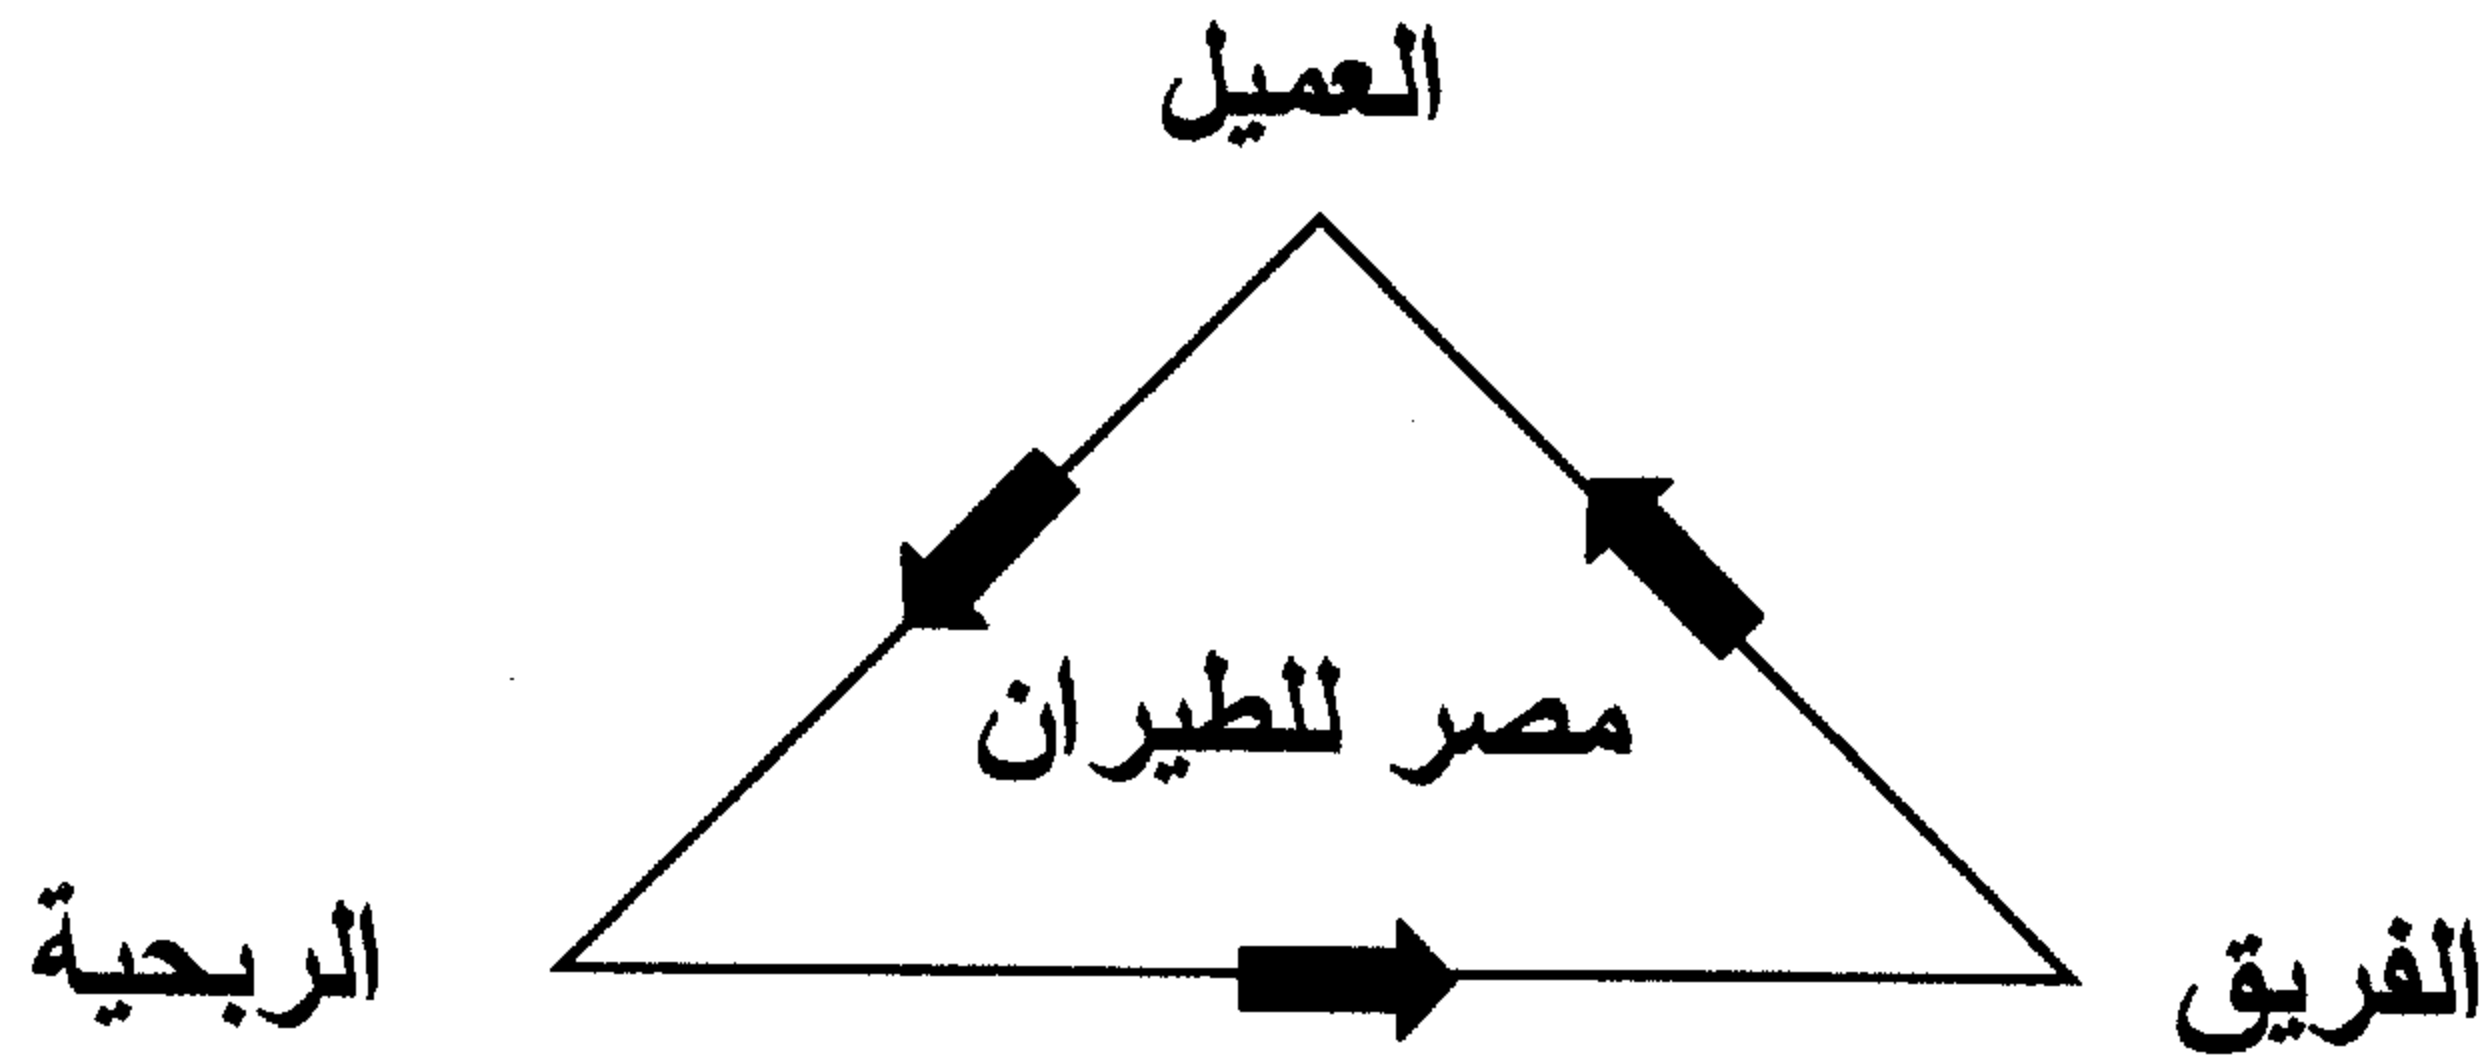 العميل
مصر للطيران
الفريق
الربحية